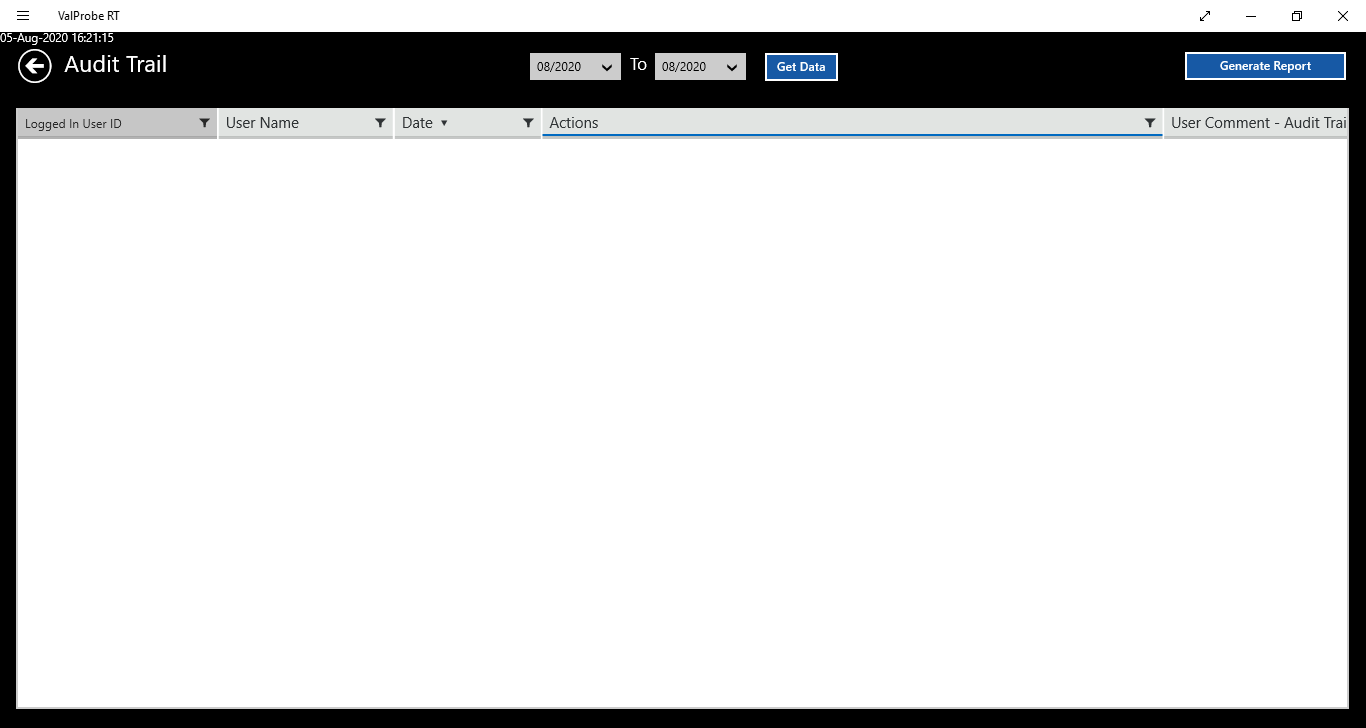 ValProbe RT
05-Aug-2020 16:21:15
Audit Trail
08/2020 To 08/2020 Get Data
Generate Report
Logged In User ID User Name Date Actions User Comment - Audit Trai